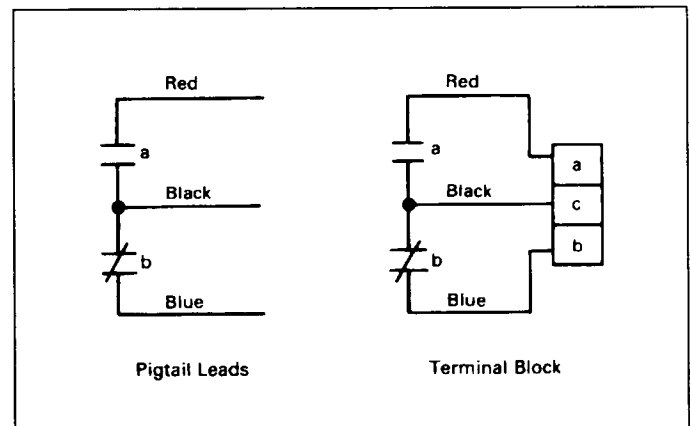 Red
a
Black
b
Blue
Pigtail Leads
Red
a
Black
b
Blue
a
c
b
Terminal Block